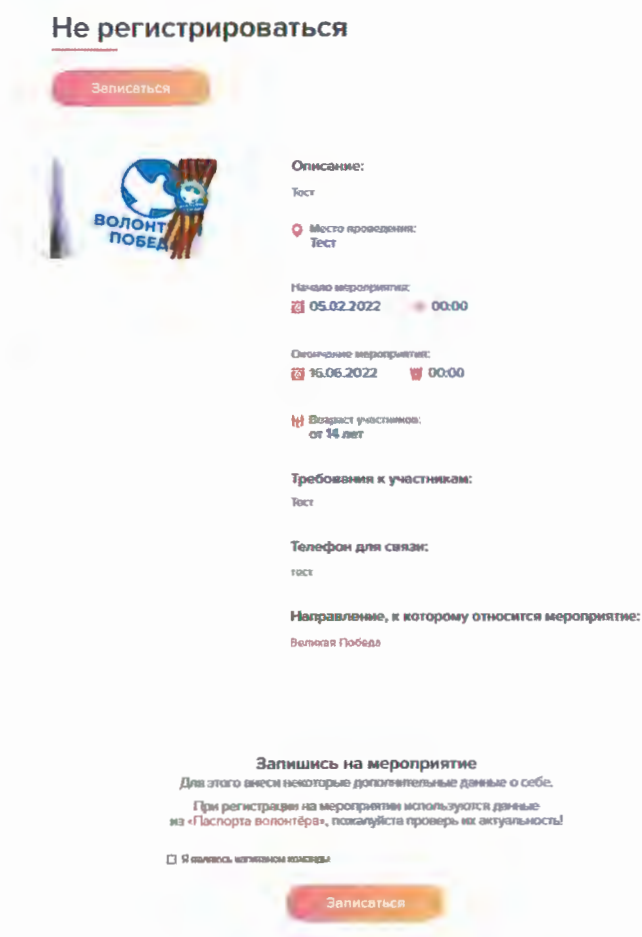 Не регистрироваться
Записаться
ВОЛОНТ
ПОБЕД
Описание:
Тест
Место проведения:
Тест
Начало мероприятия:
05.02.2022 00:00
Окончание мероприятия:
16.06.2022 00:00
Возраст участников:
от 14 лет
Требования к участникам:
Тест
Телефон для связи:
тест
Направление, к которому относится мероприятие:
Великая Победа
Запишись на мероприятие
Для этого внеси некоторые дополнительные данные о себе.
При регистрации на мероприятии используются данные
из «Паспорта волонтёра», пожалуйста проверь их актуальность!
Я являюсь капитаном команды
Записаться